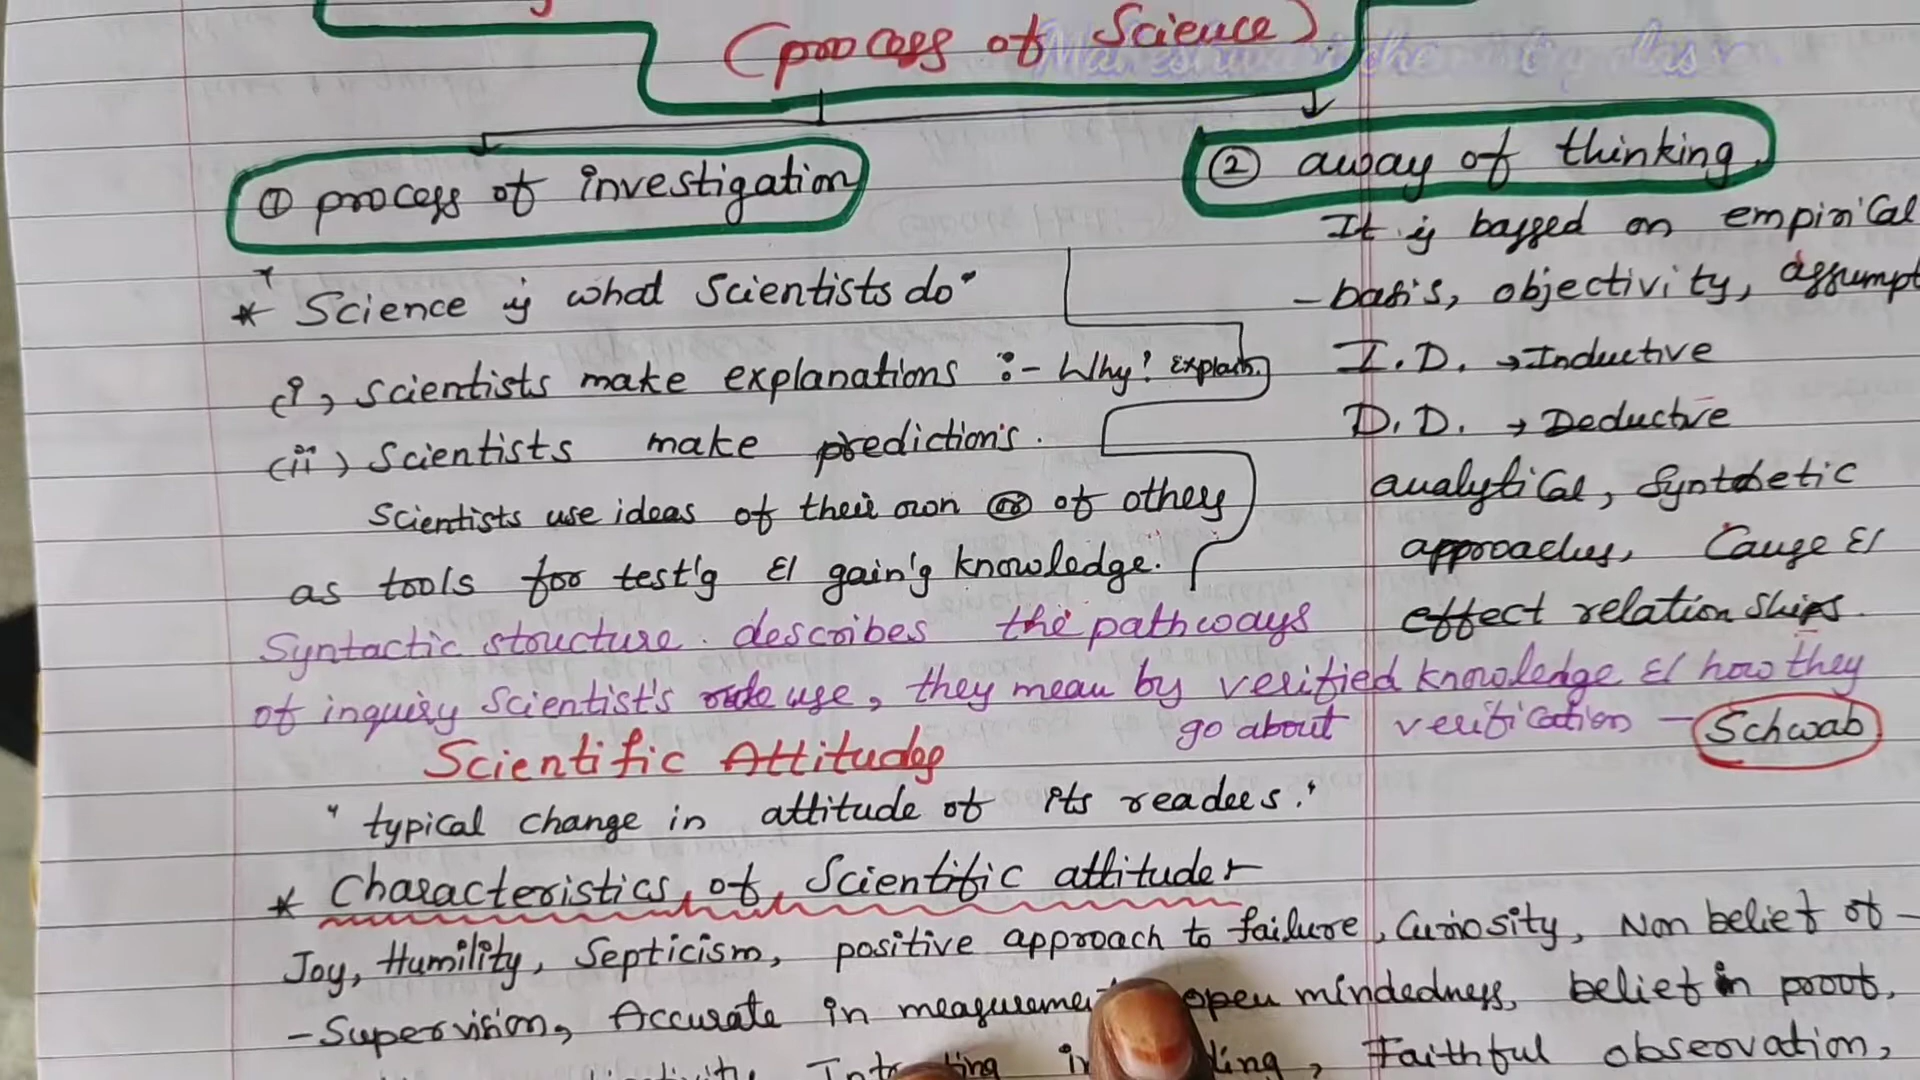 (process of Science).
① process of investigation
* Science is what Scientists do"
(i) Scientists make explanations :- Why? Explain.
(ii) Scientists make predictions.
Scientists use ideas of their own or of others
as tools for test'g & gain'g knowledge.
② away of thinking
It is bassed on empirical
-basis, objectivity, assumpt
I.D. → Inductive
D.D. → Deductive
analytical, Synthetic
approaches, Cause &
effect relationships.
Syntactic structure describes the pathways
of inquiry Scientist's use, they mean by verified knowledge & how they
go about verification - Schwab
Scientific Attitudes
" typical change in attitude of its readers."
* Characteristics of Scientific attitude:-
Joy, Humility, Septicism, positive approach to failure, Curiosity, Non belief of -
-Supervision, Accurate in open mindedness, belief in proof,
Faithful observation,